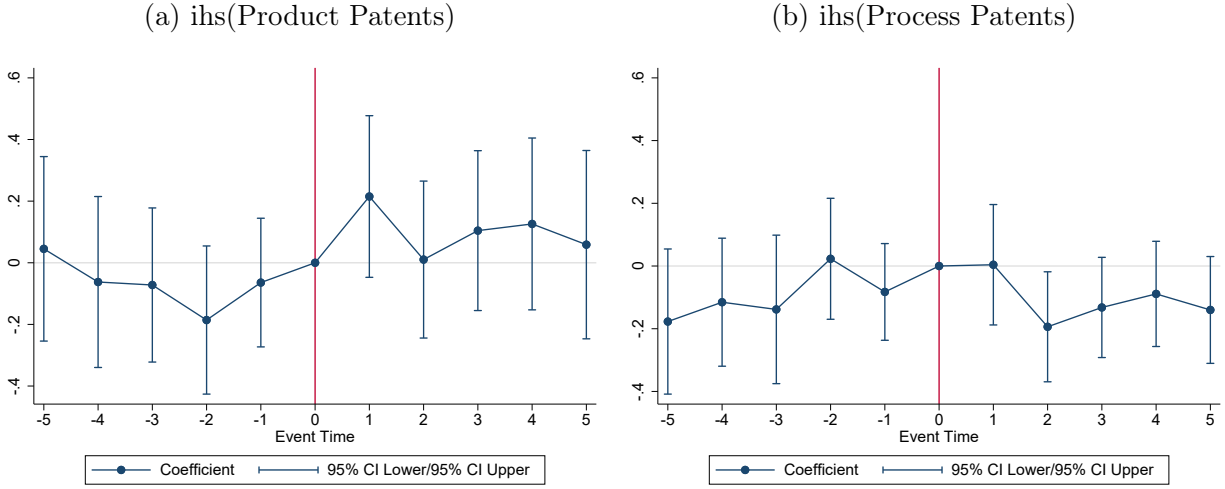 (a) ihs(Product Patents)
.6
.4
.2
0
-.2
-.4
-5 -4 -3 -2 -1 0 1 2 3 4 5
Event Time
Coefficient 95% CI Lower/95% CI Upper
(b) ihs(Process Patents)
.6
.4
.2
0
-.2
-.4
-5 -4 -3 -2 -1 0 1 2 3 4 5
Event Time
Coefficient 95% CI Lower/95% CI Upper